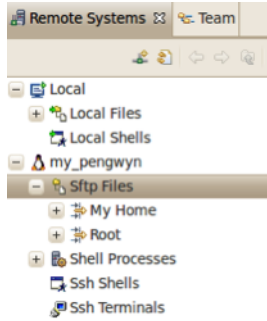 Remote Systems Team
Local
Local Files
Local Shells
my_pengwyn
Sftp Files
My Home
Root
Shell Processes
Ssh Shells
Ssh Terminals